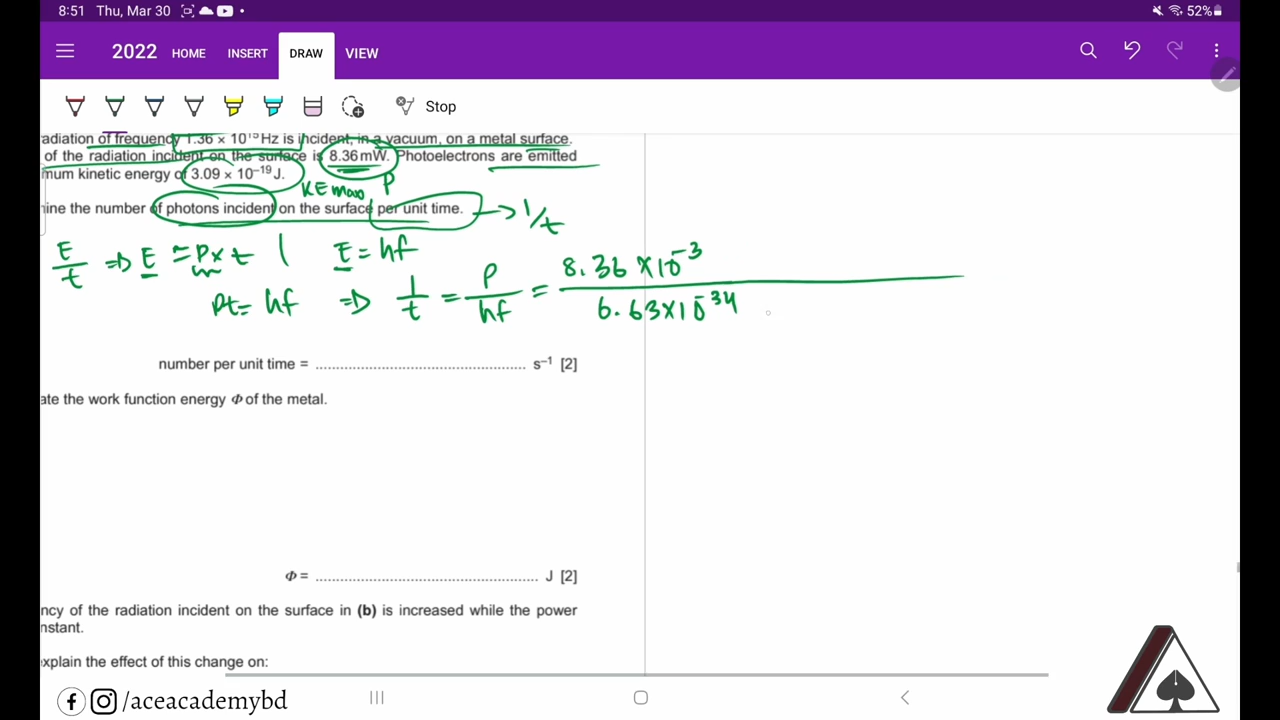 8:51 Thu, Mar 30 52%
2022 HOME INSERT DRAW VIEW
Stop
adiation of frequency 1.36 × 10¹⁵ Hz is incident, in a vacuum, on a metal surface.
of the radiation incident on the surface is 8.36 mW. Photoelectrons are emitted
mum kinetic energy of 3.09 × 10⁻¹⁹ J.
KE max P
ine the number of photons incident on the surface per unit time. → 1/t
E/t ⇒ E = P × t | E = hf
Pt = hf ⇒ 1/t = P/hf = 8.36 × 10⁻³ / 6.63 × 10⁻³⁴
number per unit time = ................................................ s⁻¹ [2]
ate the work function energy Φ of the metal.
Φ = ................................................ J [2]
ncy of the radiation incident on the surface in (b) is increased while the power
nstant.
explain the effect of this change on:
/aceacademybd